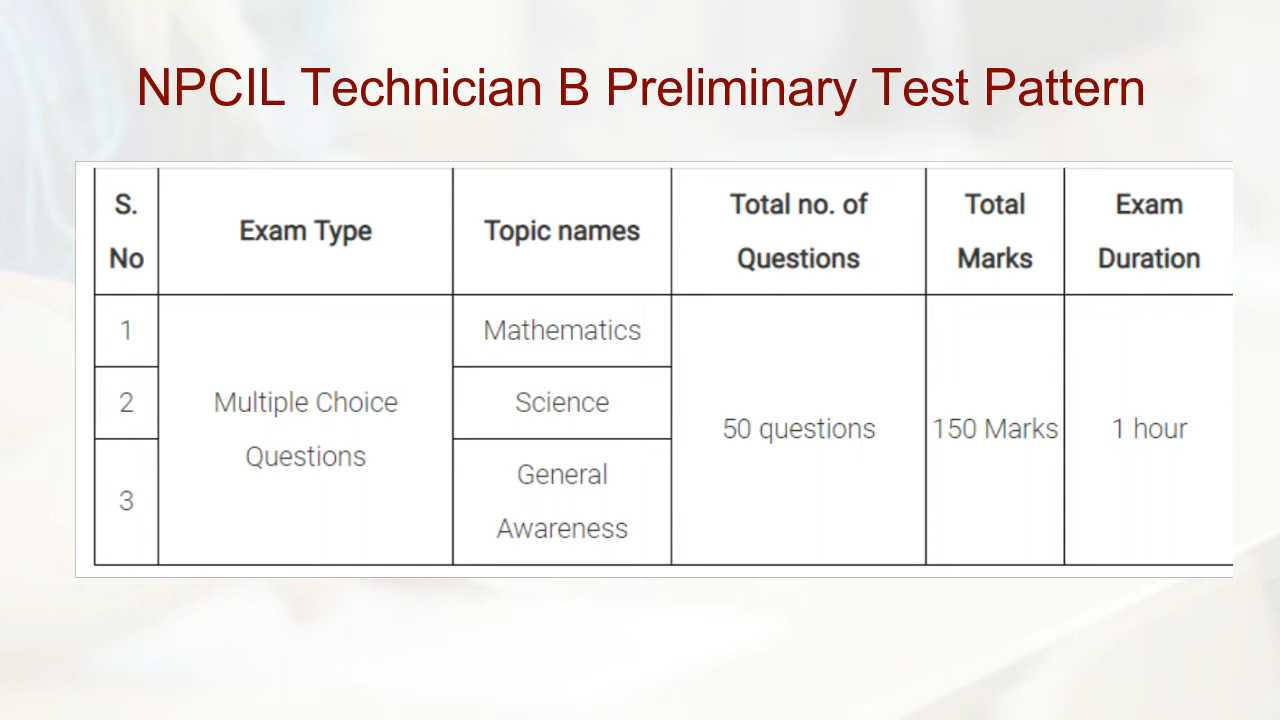 NPCIL Technician B Preliminary Test Pattern
S. No | Exam Type | Topic names | Total no. of Questions | Total Marks | Exam Duration
1 | Multiple Choice Questions | Mathematics | 50 questions | 150 Marks | 1 hour
2 | Science
3 | General Awareness